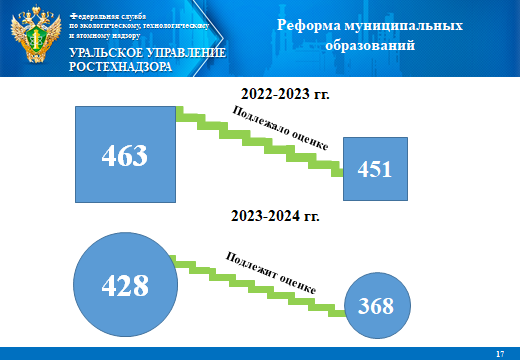 Федеральная служба
по экологическому, технологическому
и атомному надзору
УРАЛЬСКОЕ УПРАВЛЕНИЕ
РОСТЕХНАДЗОРА
Реформа муниципальных
образований
2022-2023 гг.
463
Подлежало оценке
451
2023-2024 гг.
428
Подлежит оценке
368
17